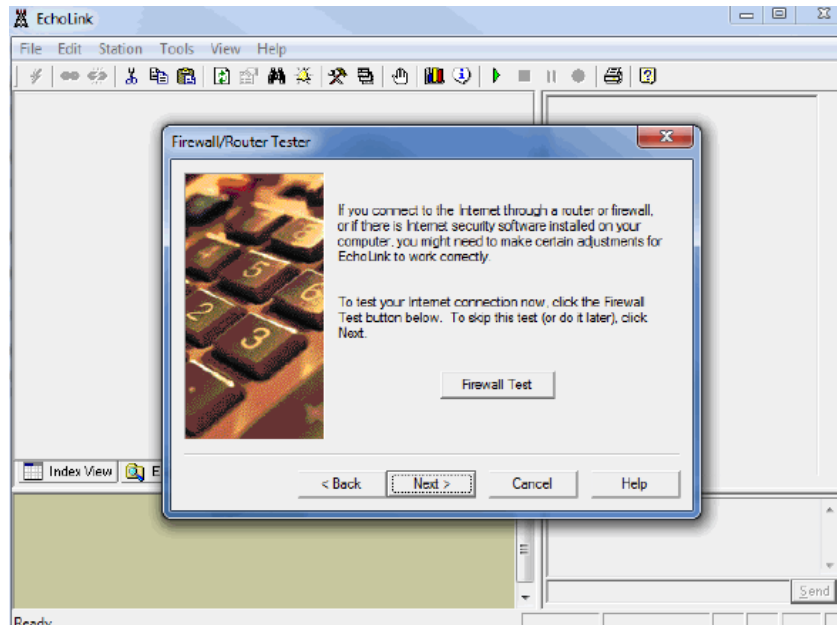 EchoLink
File Edit Station Tools View Help
Firewall/Router Tester
If you connect to the Internet through a router or firewall,
or if there is Internet security software installed on your
computer, you might need to make certain adjustments for
EchoLink to work correctly.
To test your Internet connection now, click the Firewall
Test button below. To skip this test (or do it later), click
Next.
Firewall Test
Index View
E
< Back Next > Cancel Help
Send
Ready